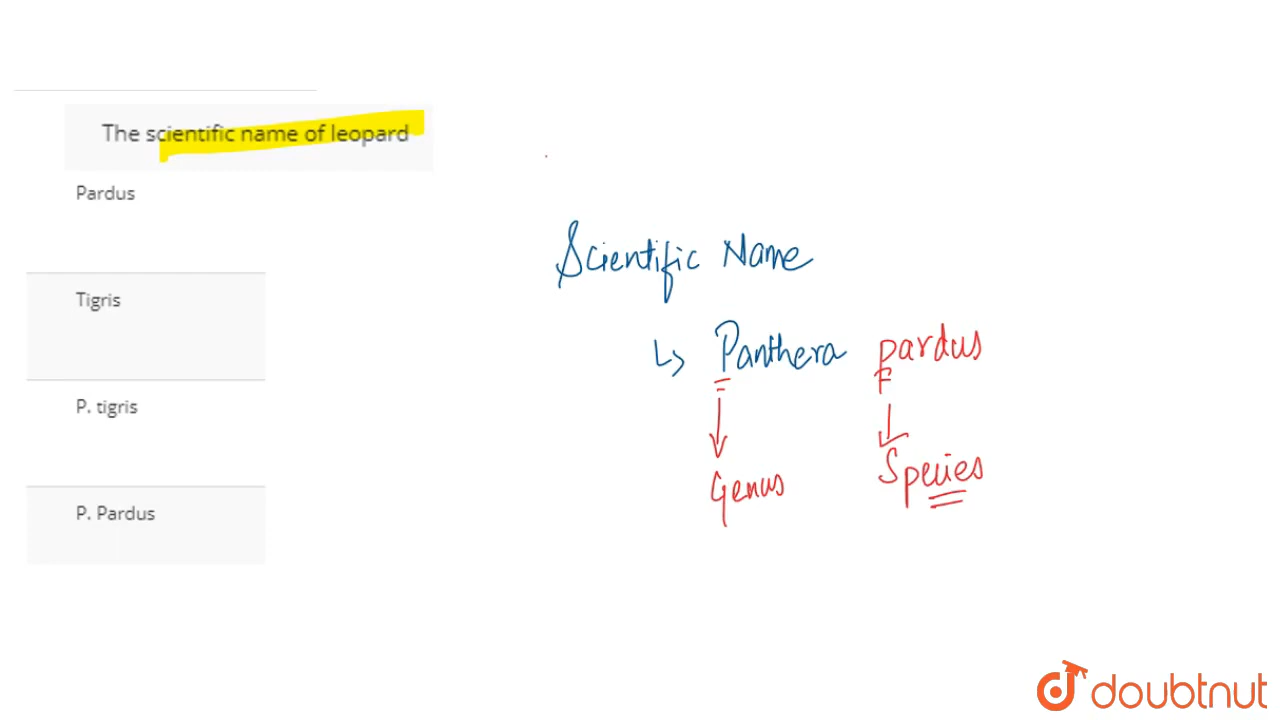 The scientific name of leopard
Pardus
Tigris
P. tigris
P. Pardus
Scientific Name
↳ Panthera pardus
Genus Species
doubtnut